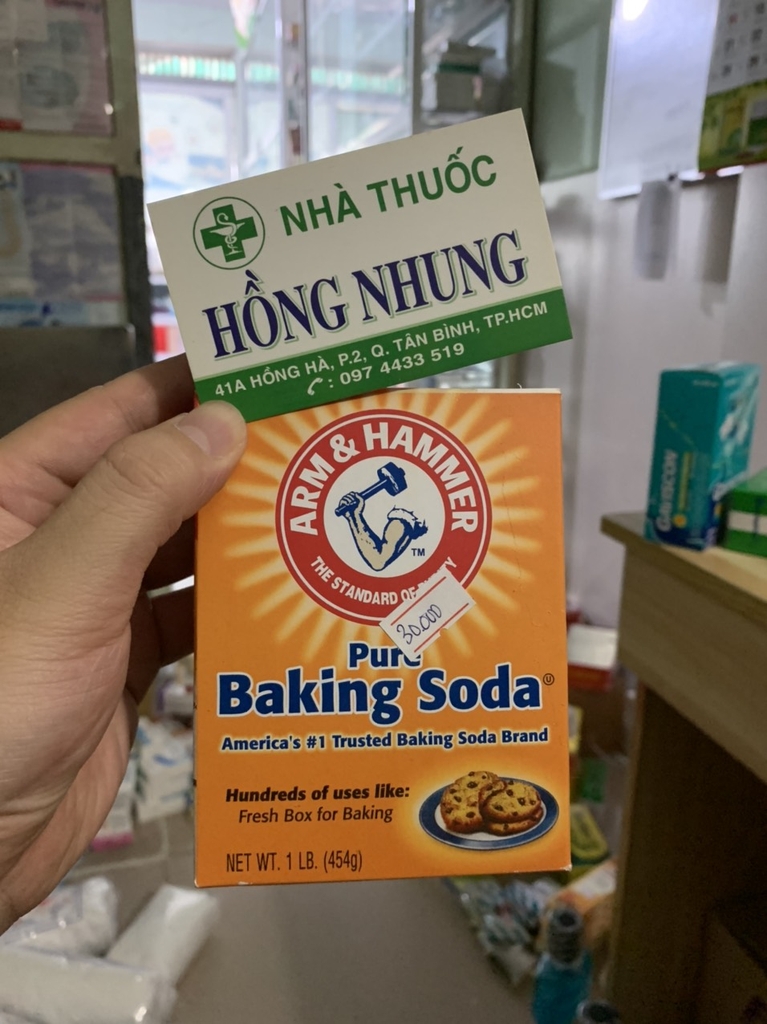 NHÀ THUỐC
HỒNG NHUNG
41A HỒNG HÀ, P.2, Q. TÂN BÌNH, TP.HCM
: 097 4433 519
ARM & HAMMER
TM
THE STANDARD OF
30.000
Pure
Baking Soda
America's #1 Trusted Baking Soda Brand
Hundreds of uses like:
Fresh Box for Baking
NET WT. 1 LB. (454g)
GAVISCON